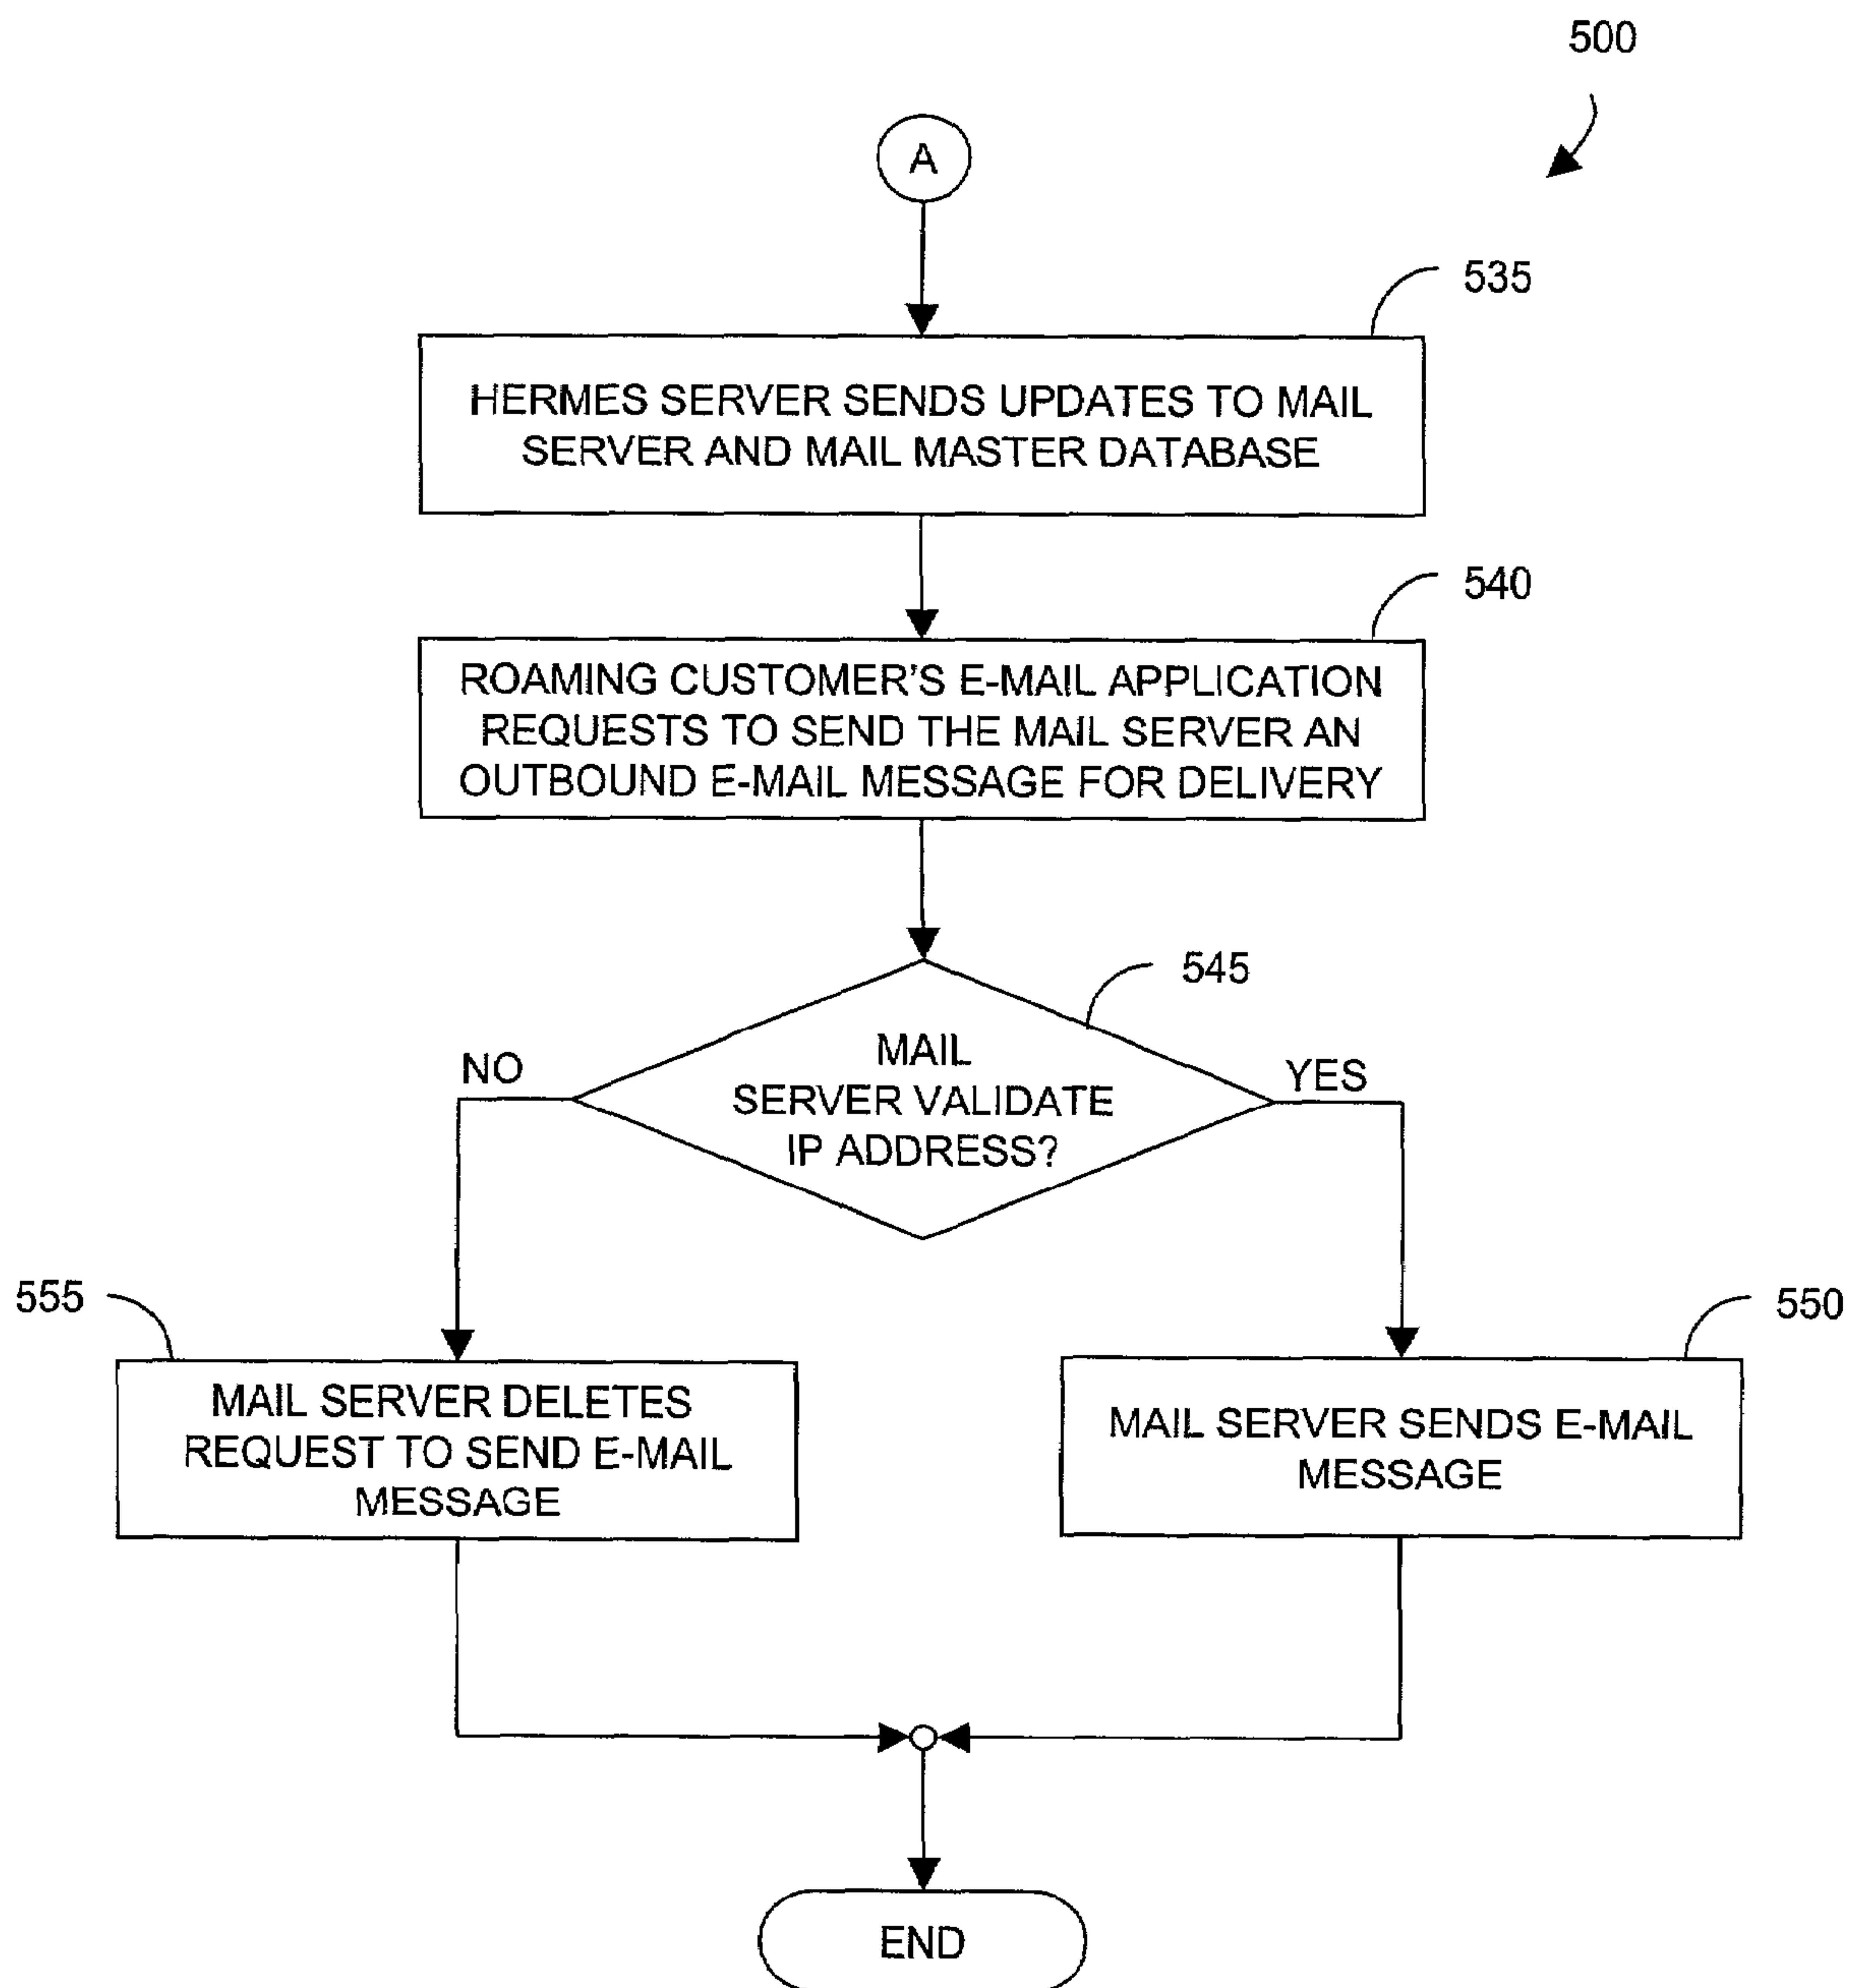 500
A
535
HERMES SERVER SENDS UPDATES TO MAIL
SERVER AND MAIL MASTER DATABASE
540
ROAMING CUSTOMER'S E-MAIL APPLICATION
REQUESTS TO SEND THE MAIL SERVER AN
OUTBOUND E-MAIL MESSAGE FOR DELIVERY
545
MAIL
SERVER VALIDATE
IP ADDRESS?
NO
YES
555
MAIL SERVER DELETES
REQUEST TO SEND E-MAIL
MESSAGE
550
MAIL SERVER SENDS E-MAIL
MESSAGE
END